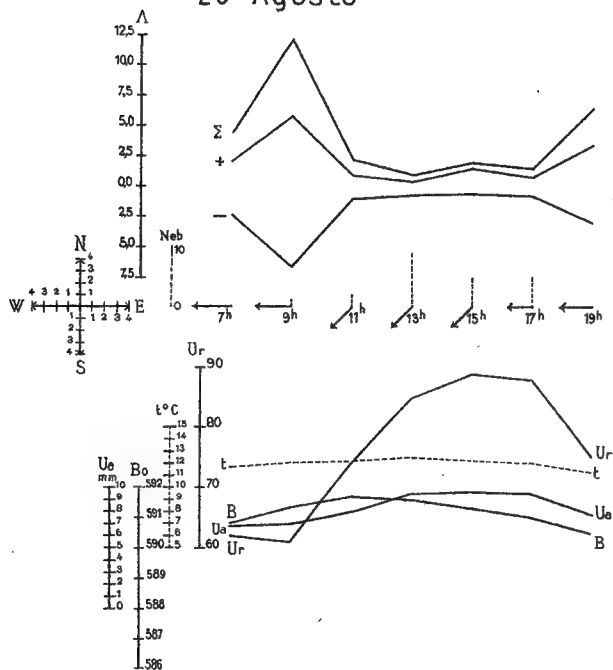 20 Agosto
Λ
12,5
10,0
7,5
5,0
2,5
0,0
2,5
5,0
7,5
Σ
+
−
Neb
10
0
N
4
3
2
1
W 4 3 2 1 1 2 3 4 E
1
2
3
4
S
7h 9h 11h 13h 15h 17h 19h
Ur
90
80
70
60
t°C
15
14
13
12
11
10
9
8
7
6
5
Ua
mm
10
9
8
7
6
5
4
3
2
1
0
Bo
592
591
590
589
588
587
586
t
B
Ua
Ur
Ur
t
Ua
B